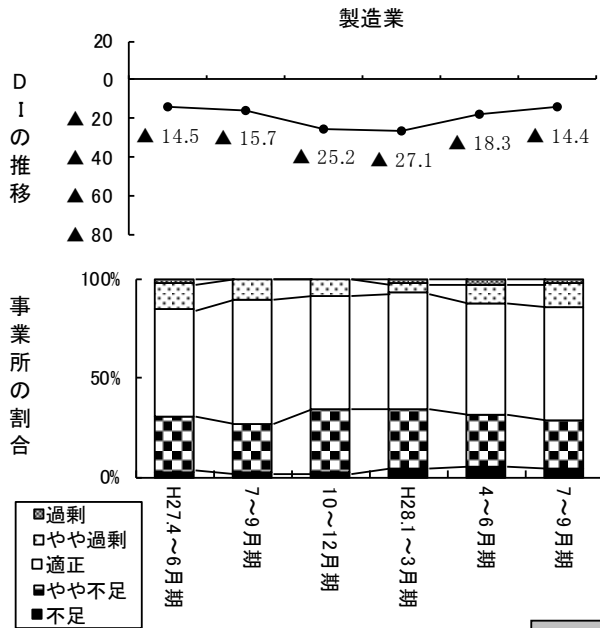 製造業
DIの推移
20
0
▲ 20
▲ 40
▲ 60
▲ 80
▲ 14.5
▲ 15.7
▲ 25.2
▲ 27.1
▲ 18.3
▲ 14.4
事業所の割合
100%
50%
0%
H27.4～6月期
7～9月期
10～12月期
H28.1～3月期
4～6月期
7～9月期
過剰
やや過剰
適正
やや不足
不足